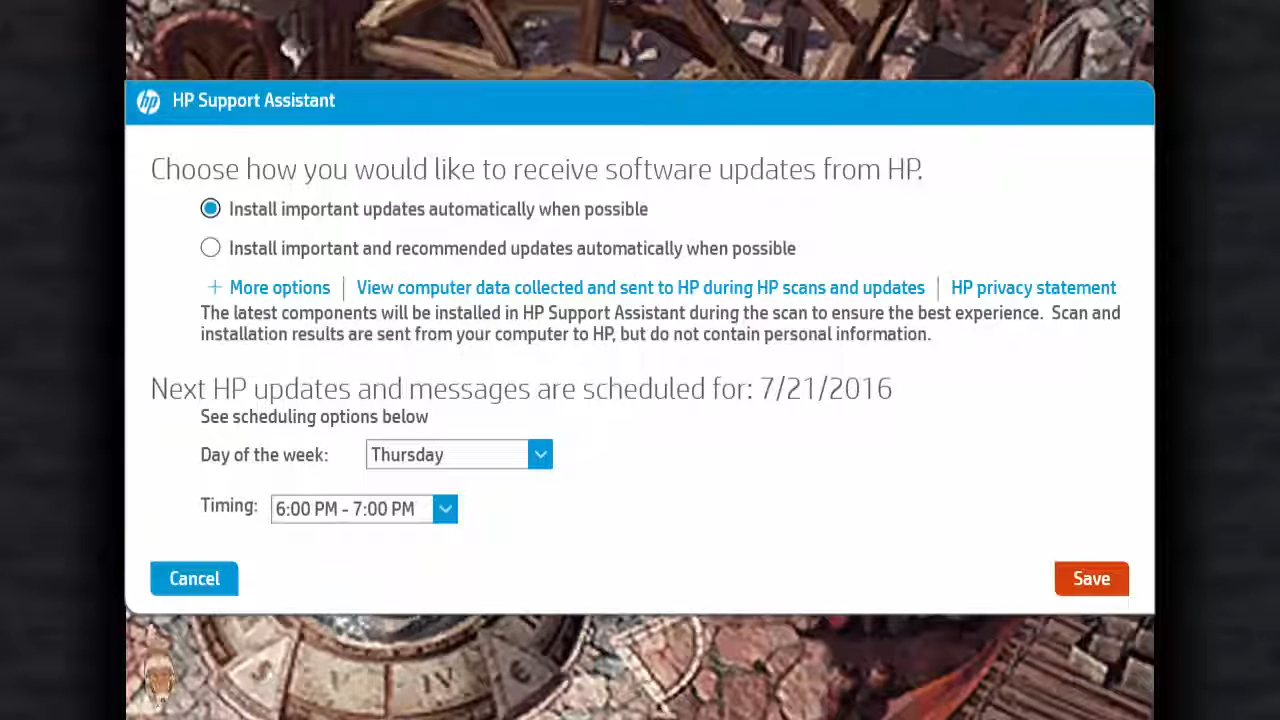 hp HP Support Assistant
Choose how you would like to receive software updates from HP.
Install important updates automatically when possible
Install important and recommended updates automatically when possible
+ More options | View computer data collected and sent to HP during HP scans and updates | HP privacy statement
The latest components will be installed in HP Support Assistant during the scan to ensure the best experience. Scan and
installation results are sent from your computer to HP, but do not contain personal information.
Next HP updates and messages are scheduled for: 7/21/2016
See scheduling options below
Day of the week: Thursday
Timing: 6:00 PM - 7:00 PM
Cancel Save
IV €